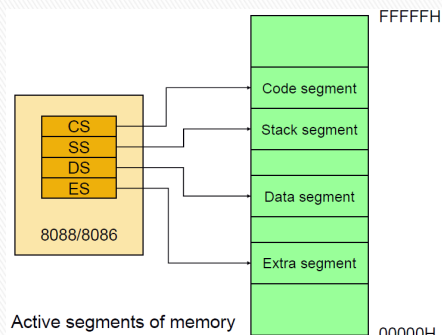 FFFFFH
Code segment
CS
Stack segment
SS
DS
ES
Data segment
8088/8086
Extra segment
Active segments of memory
00000H